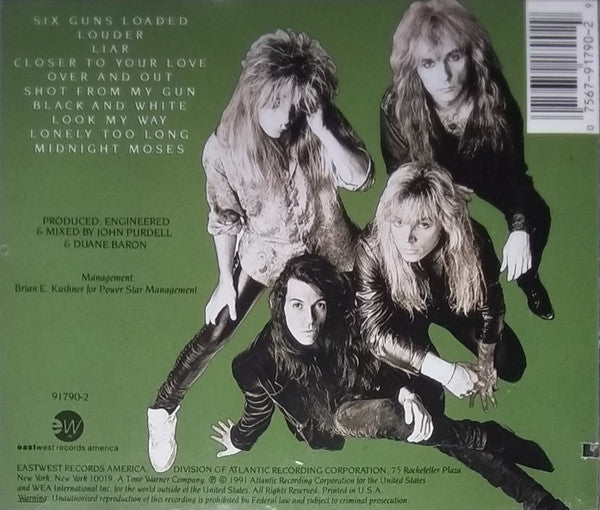 SIX GUNS LOADED
LOUDER
LIAR
CLOSER TO YOUR LOVE
OVER AND OUT
SHOT FROM MY GUN
BLACK AND WHITE
LOOK MY WAY
LONELY TOO LONG
MIDNIGHT MOSES
9
0 7567-91790-2
PRODUCED, ENGINEERED
& MIXED BY JOHN PURDELL
& DUANE BARON
Management:
Brian E. Kushner for Power Star Management
91790-2
ew
eastwest records america
EASTWEST RECORDS AMERICA DIVISION OF ATLANTIC RECORDING CORPORATION, 75 Rockefeller Plaza,
New York, New York 10019. A Time Warner Company. ℗ © 1991 Atlantic Recording Corporation for the United States
and WEA International Inc. for the world outside of the United States. All Rights Reserved. Printed in U.S.A.
Warning: Unauthorized reproduction of this recording is prohibited by Federal law and subject to criminal prosecution.